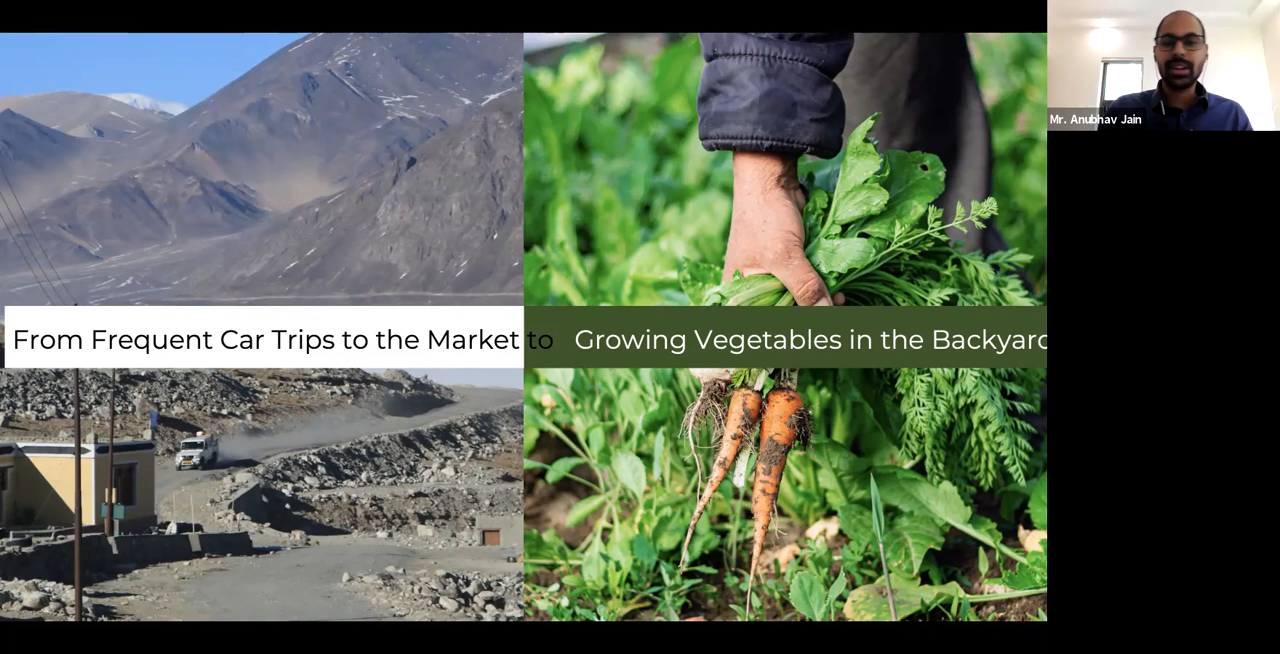 From Frequent Car Trips to the Market to Growing Vegetables in the Backyard
Mr. Anubhav Jain